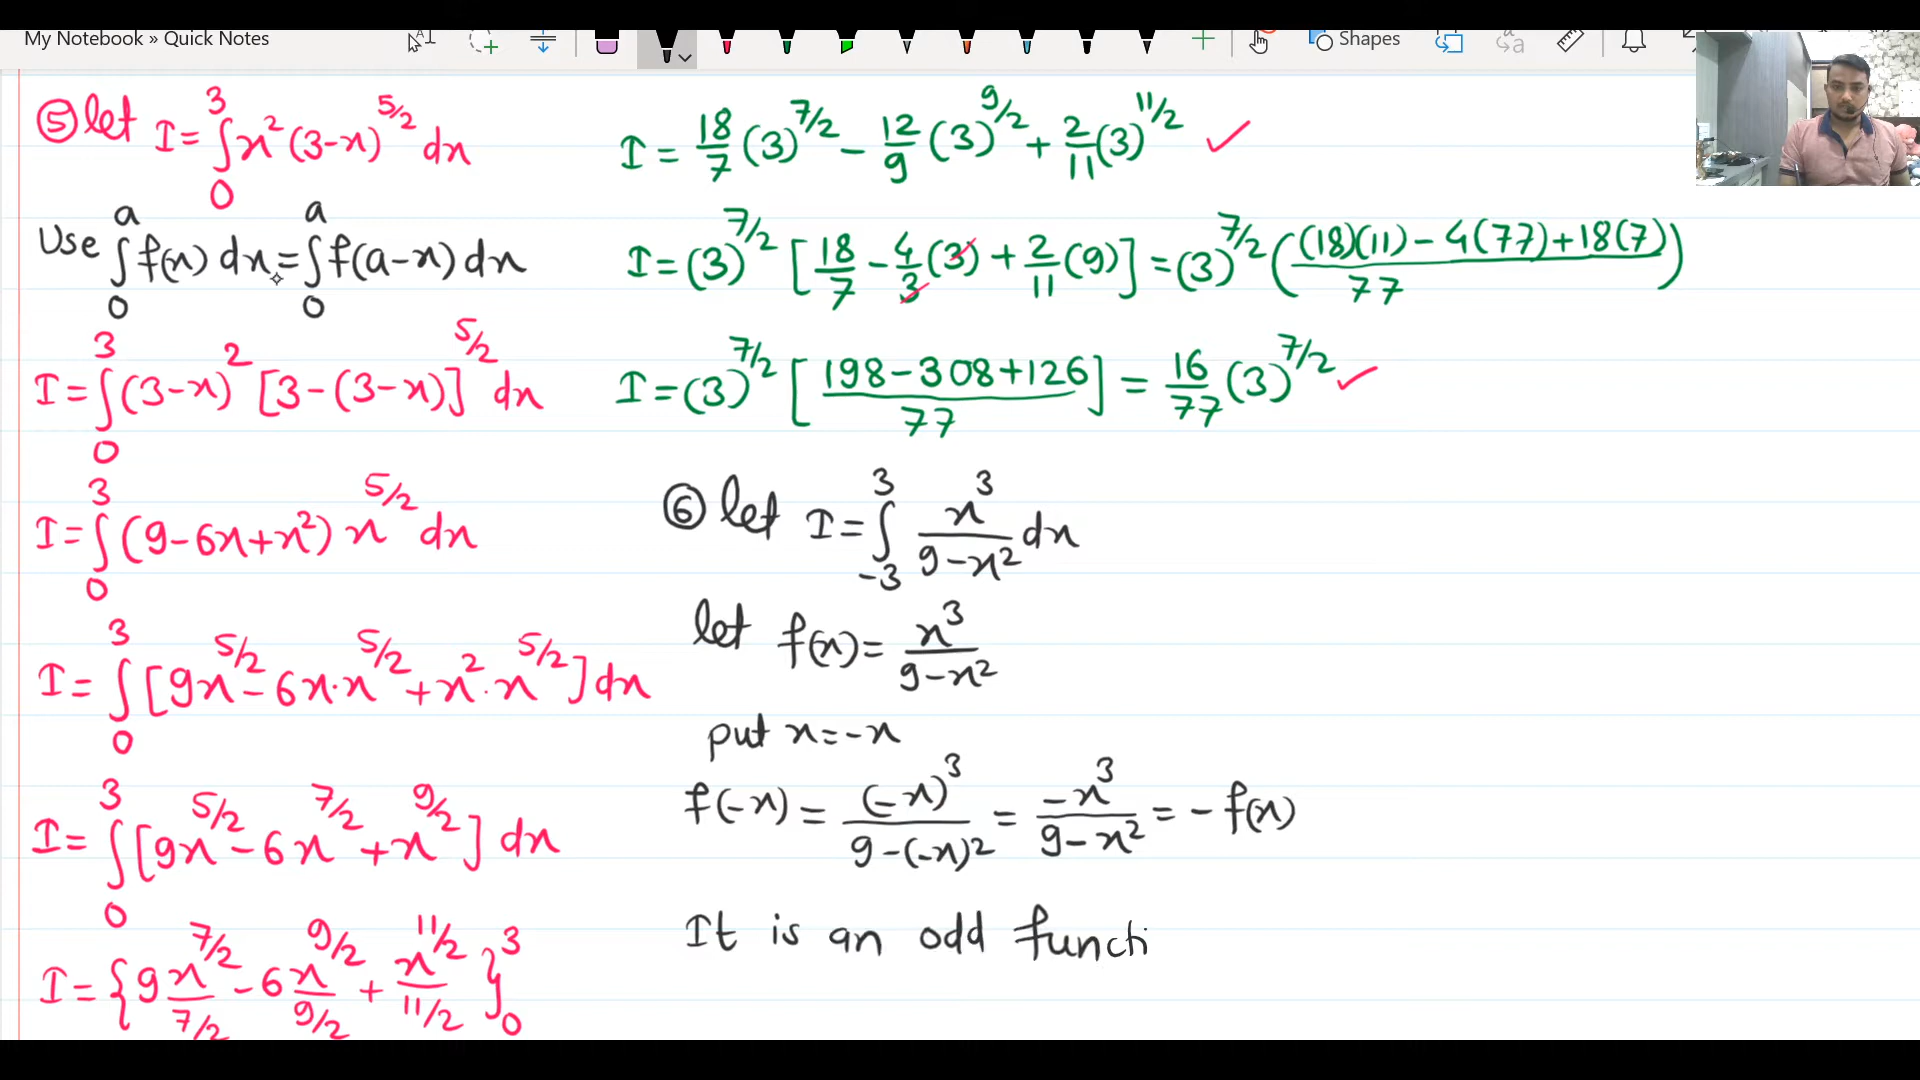 My Notebook » Quick Notes
Shapes
⑤ let I = ∫₀³ x² (3-x)^5/2 dx
Use ∫₀ᵃ f(x) dx = ∫₀ᵃ f(a-x) dx
I = ∫₀³ (3-x)² [3-(3-x)]^5/2 dx
I = ∫₀³ (9-6x+x²) x^5/2 dx
I = ∫₀³ [9x^5/2 - 6x·x^5/2 + x²·x^5/2] dx
I = ∫₀³ [9x^5/2 - 6x^7/2 + x^9/2] dx
I = {9 x^7/2 / 7/2 - 6 x^9/2 / 9/2 + x^11/2 / 11/2}₀³
I = 18/7 (3)^7/2 - 12/9 (3)^9/2 + 2/11 (3)^11/2 ✓
I = (3)^7/2 [18/7 - 4/3 (3) + 2/11 (9)] = (3)^7/2 ((18)(11) - 4(77) + 18(7) / 77)
I = (3)^7/2 [198-308+126 / 77] = 16/77 (3)^7/2 ✓
⑥ let I = ∫₋₃³ x³ / 9-x² dx
let f(x) = x³ / 9-x²
put x = -x
f(-x) = (-x)³ / 9-(-x)² = -x³ / 9-x² = - f(x)
It is an odd functi